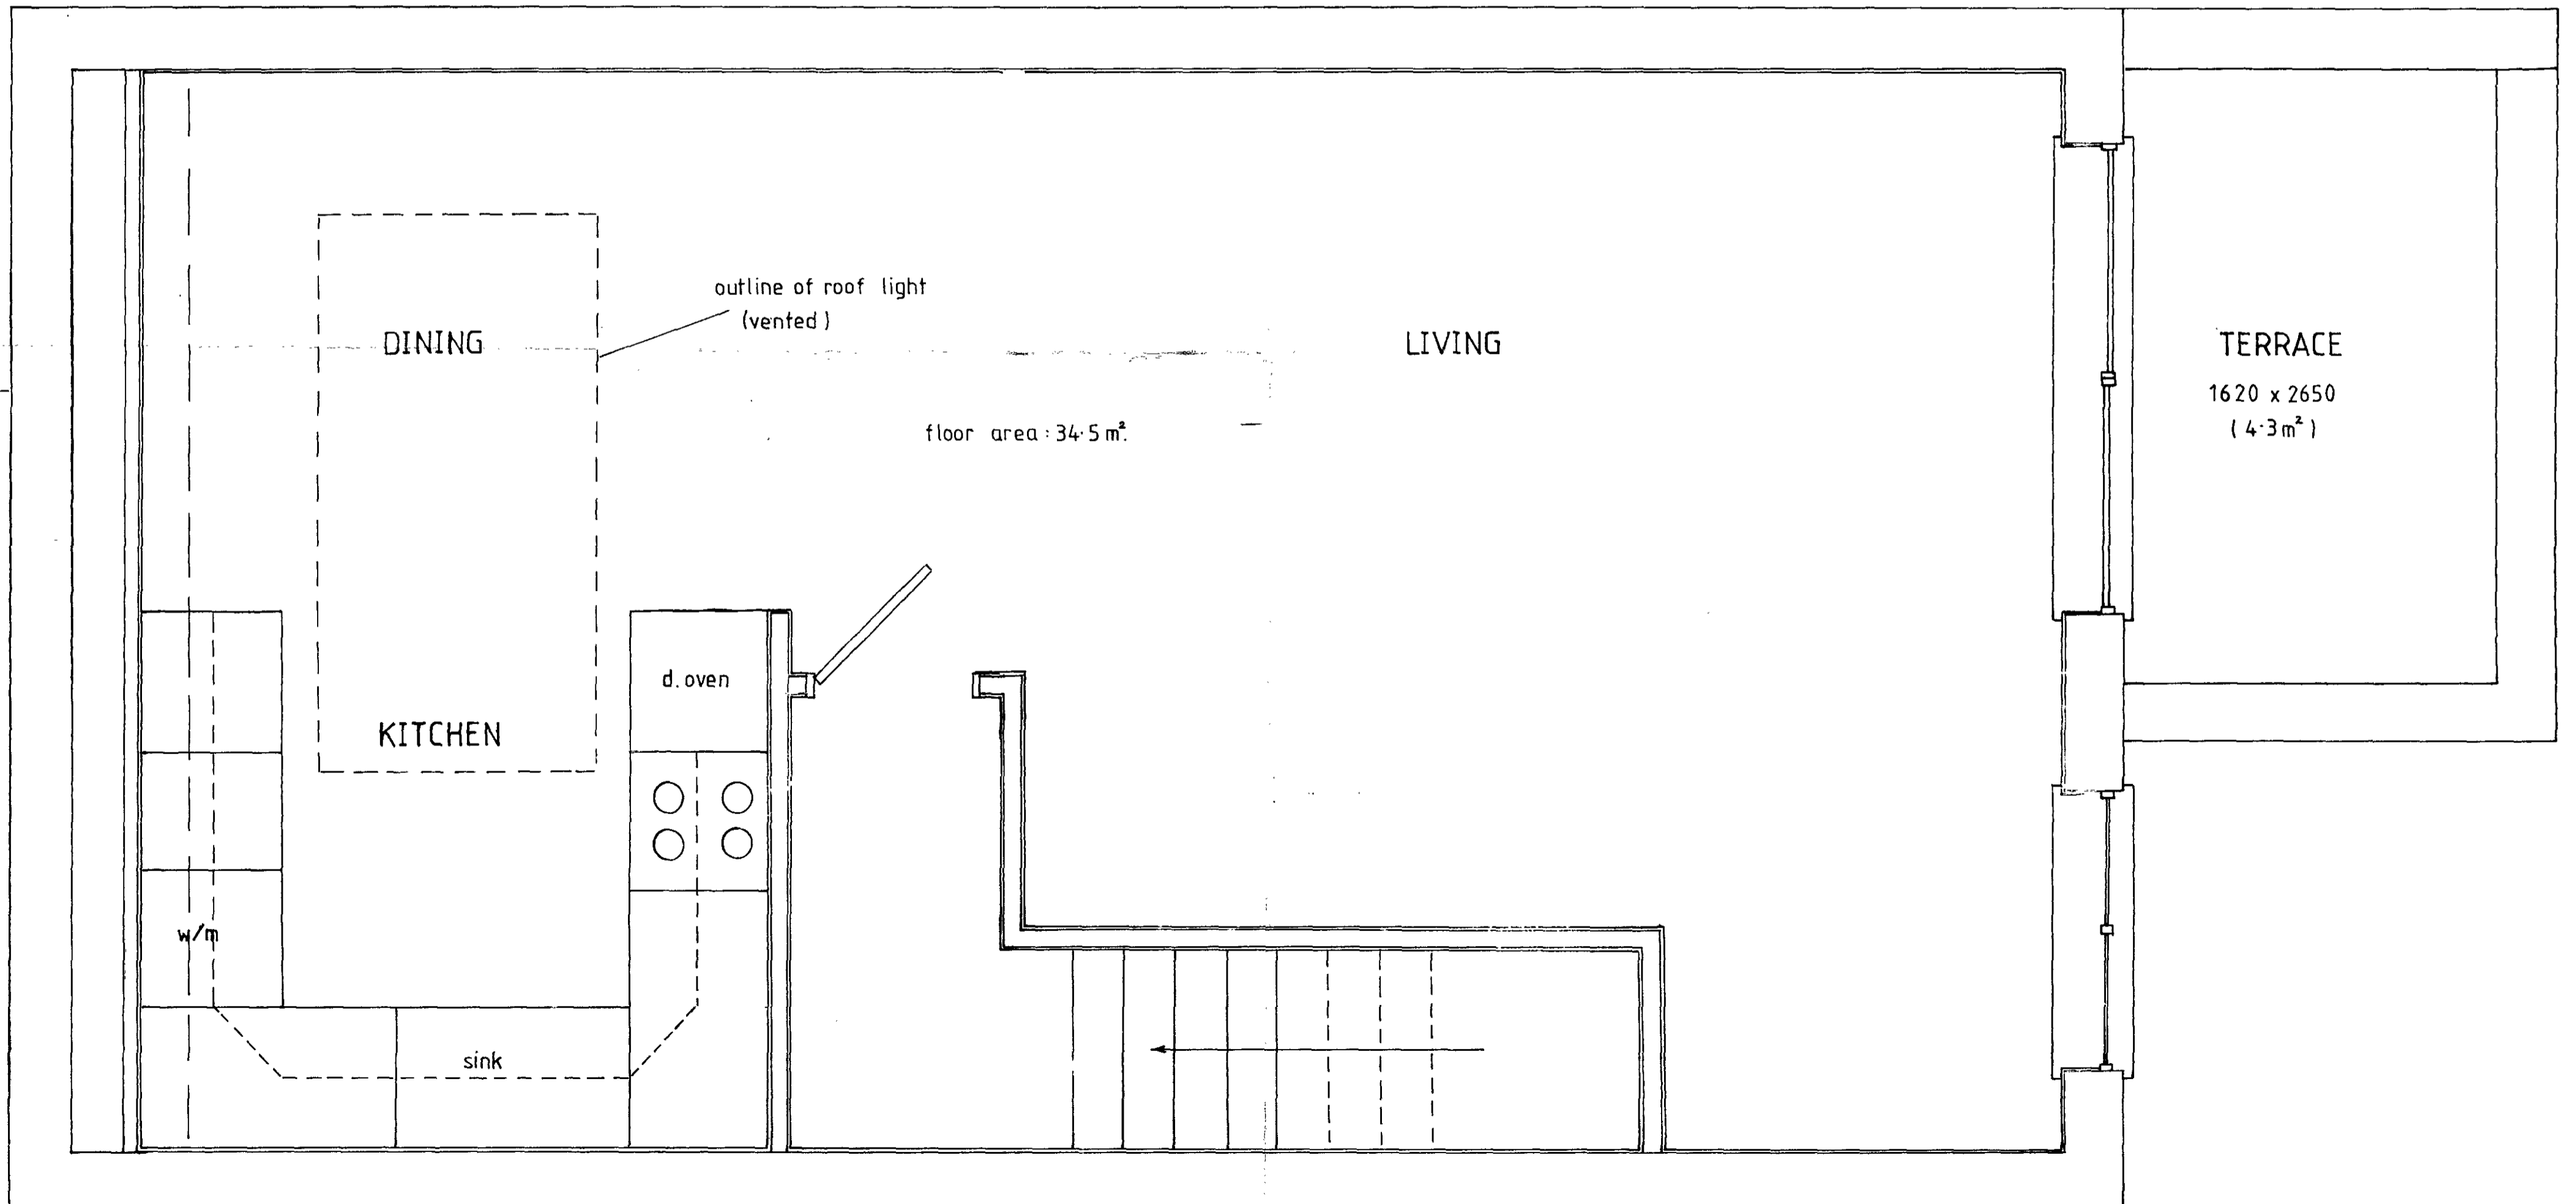 outline of roof light
(vented)
DINING
LIVING
TERRACE
1620 x 2650
(4·3m²)
floor area : 34·5 m².
d. oven
KITCHEN
w/m
sink